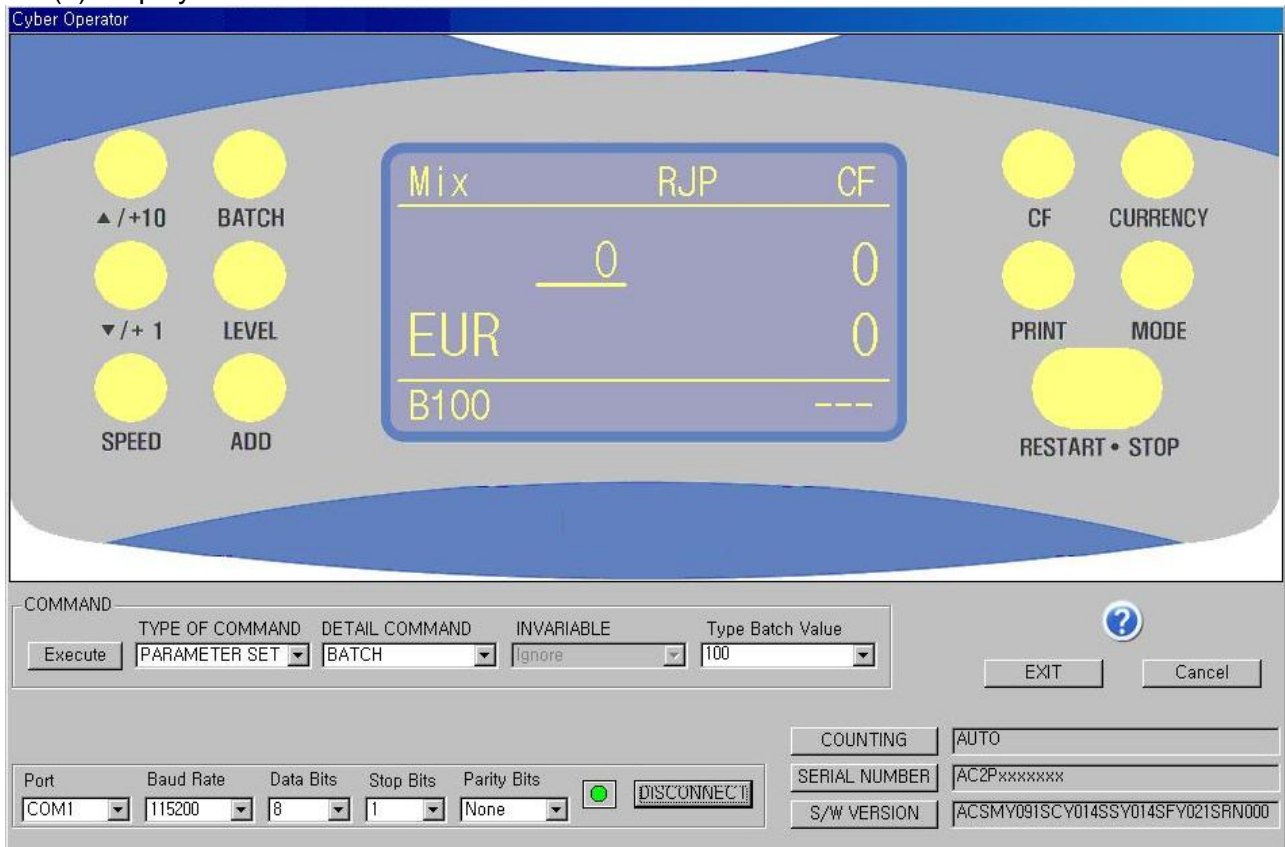 Cyber Operator
Mix RJP CF
0 0
EUR 0
B100 ---
▲/+10 BATCH
▼/+ 1 LEVEL
SPEED ADD
CF CURRENCY
PRINT MODE
RESTART • STOP
COMMAND
TYPE OF COMMAND DETAIL COMMAND INVARIABLE Type Batch Value
Execute PARAMETER SET BATCH Ignore 100
?
EXIT Cancel
COUNTING AUTO
SERIAL NUMBER AC2Pxxxxxxx
S/W VERSION ACSMY091SCY014SSY014SFY021SRN000
Port Baud Rate Data Bits Stop Bits Parity Bits
COM1 115200 8 1 None DISCONNECT